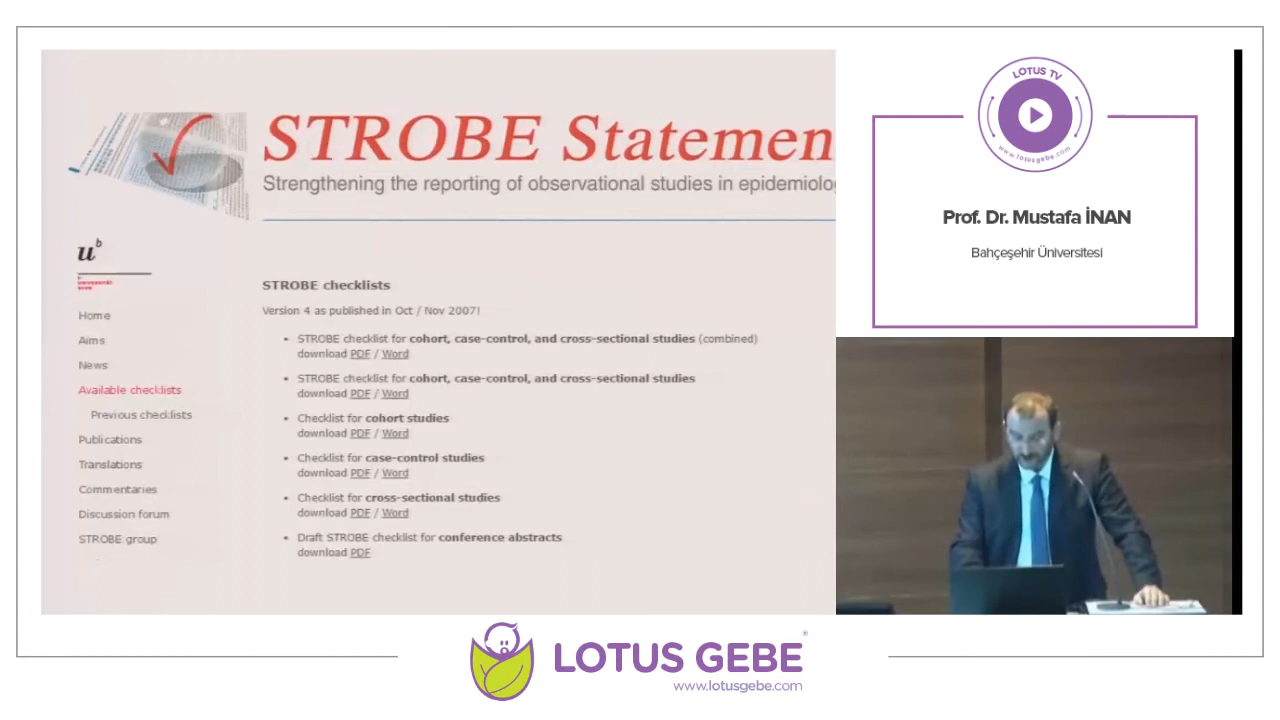 STROBE Statemen
Strengthening the reporting of observational studies in epidemiolo
u^b
Home
Aims
News
Available checklists
Previous checklists
Publications
Translations
Commentaries
Discussion forum
STROBE group
STROBE checklists
Version 4 as published in Oct / Nov 2007!
• STROBE checklist for cohort, case-control, and cross-sectional studies (combined)
download PDF / Word
• STROBE checklist for cohort, case-control, and cross-sectional studies
download PDF / Word
• Checklist for cohort studies
download PDF / Word
• Checklist for case-control studies
download PDF / Word
• Checklist for cross-sectional studies
download PDF / Word
• Draft STROBE checklist for conference abstracts
download PDF
LOTUS TV
www.lotusgebe.com
Prof. Dr. Mustafa İNAN
Bahçeşehir Üniversitesi
LOTUS GEBE®
www.lotusgebe.com